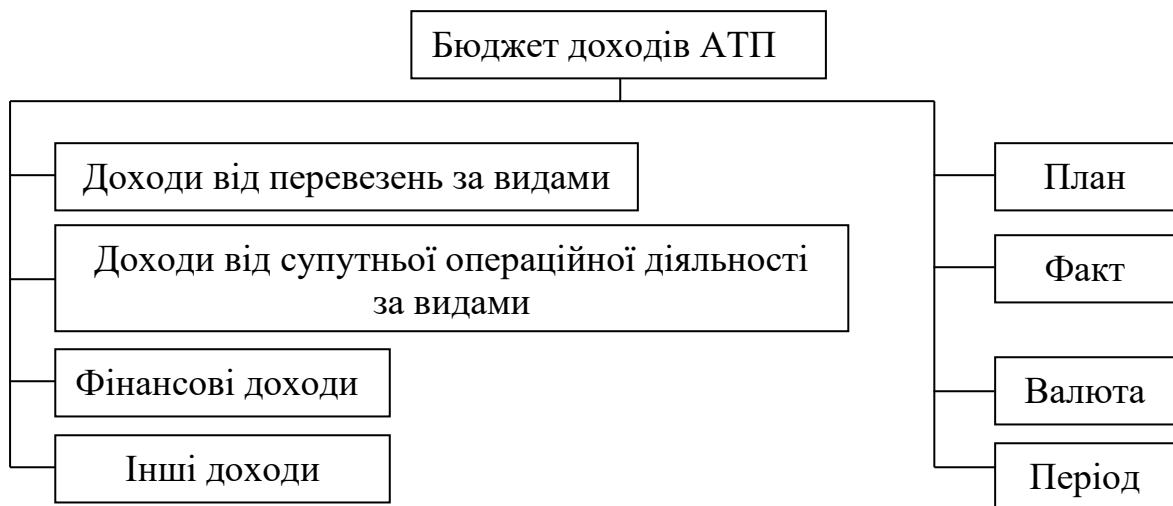 Бюджет доходів АТП
Доходи від перевезень за видами
Доходи від супутньої операційної діяльності
за видами
Фінансові доходи
Інші доходи
План
Факт
Валюта
Період